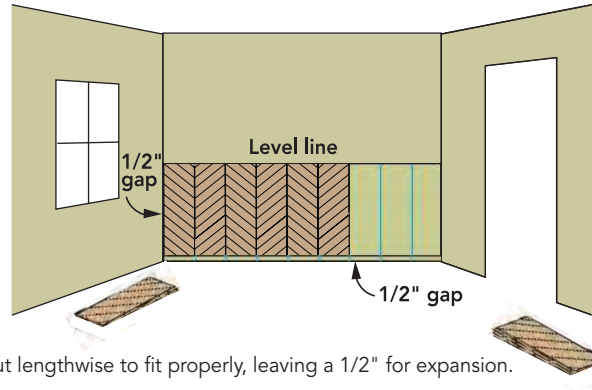 Level line
1/2"
gap
1/2" gap
ut lengthwise to fit properly, leaving a 1/2" for expansion.